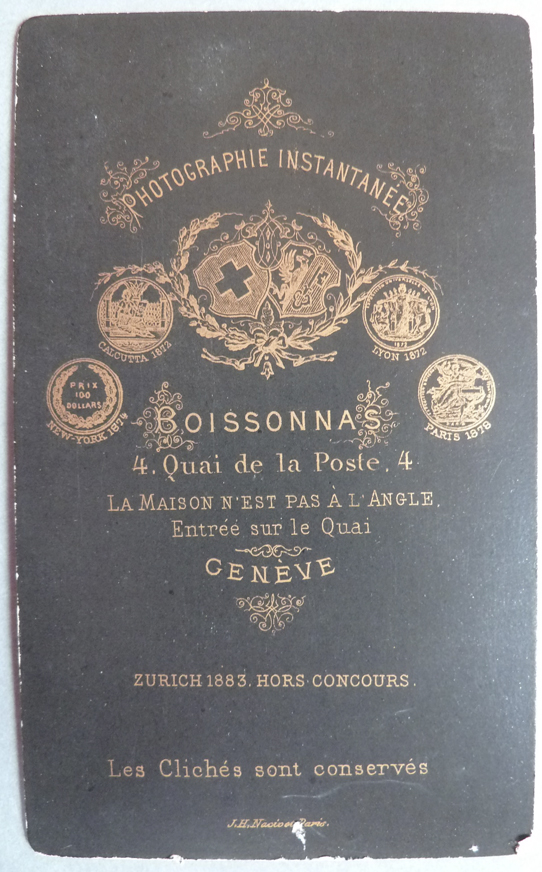 PHOTOGRAPHIE INSTANTANÉE
CALCUTTA 1872
LYON 1872
1872
PRIX
100
DOLLARS
NEW-YORK 1874
PARIS 1878
BOISSONNAS
4. Quai de la Poste. 4
LA MAISON N'EST PAS À L'ANGLE.
Entrée sur le Quai
GENÈVE
ZURICH 1883. HORS CONCOURS.
Les Clichés sont conservés
J.H. Paris.